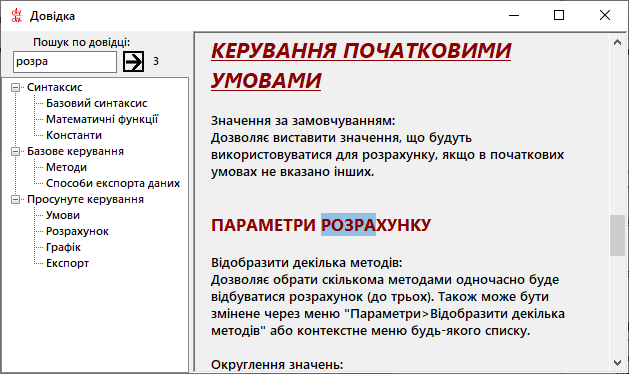 Довідка
Пошук по довідці:
розра
3
Синтаксис
Базовий синтаксис
Математичні функції
Константи
Базове керування
Методи
Способи експорта даних
Просунуте керування
Умови
Розрахунок
Графік
Експорт
КЕРУВАННЯ ПОЧАТКОВИМИ
УМОВАМИ
Значення за замовчуванням:
Дозволяє виставити значення, що будуть
використовуватися для розрахунку, якщо в початкових
умовах не вказано інших.
ПАРАМЕТРИ РОЗРАХУНКУ
Відобразити декілька методів:
Дозволяє обрати скількома методами одночасно буде
відбуватися розрахунок (до трьох). Також може бути
змінене через меню "Параметри>Відобразити декілька
методів" або контекстне меню будь-якого списку.
Округлення значень: